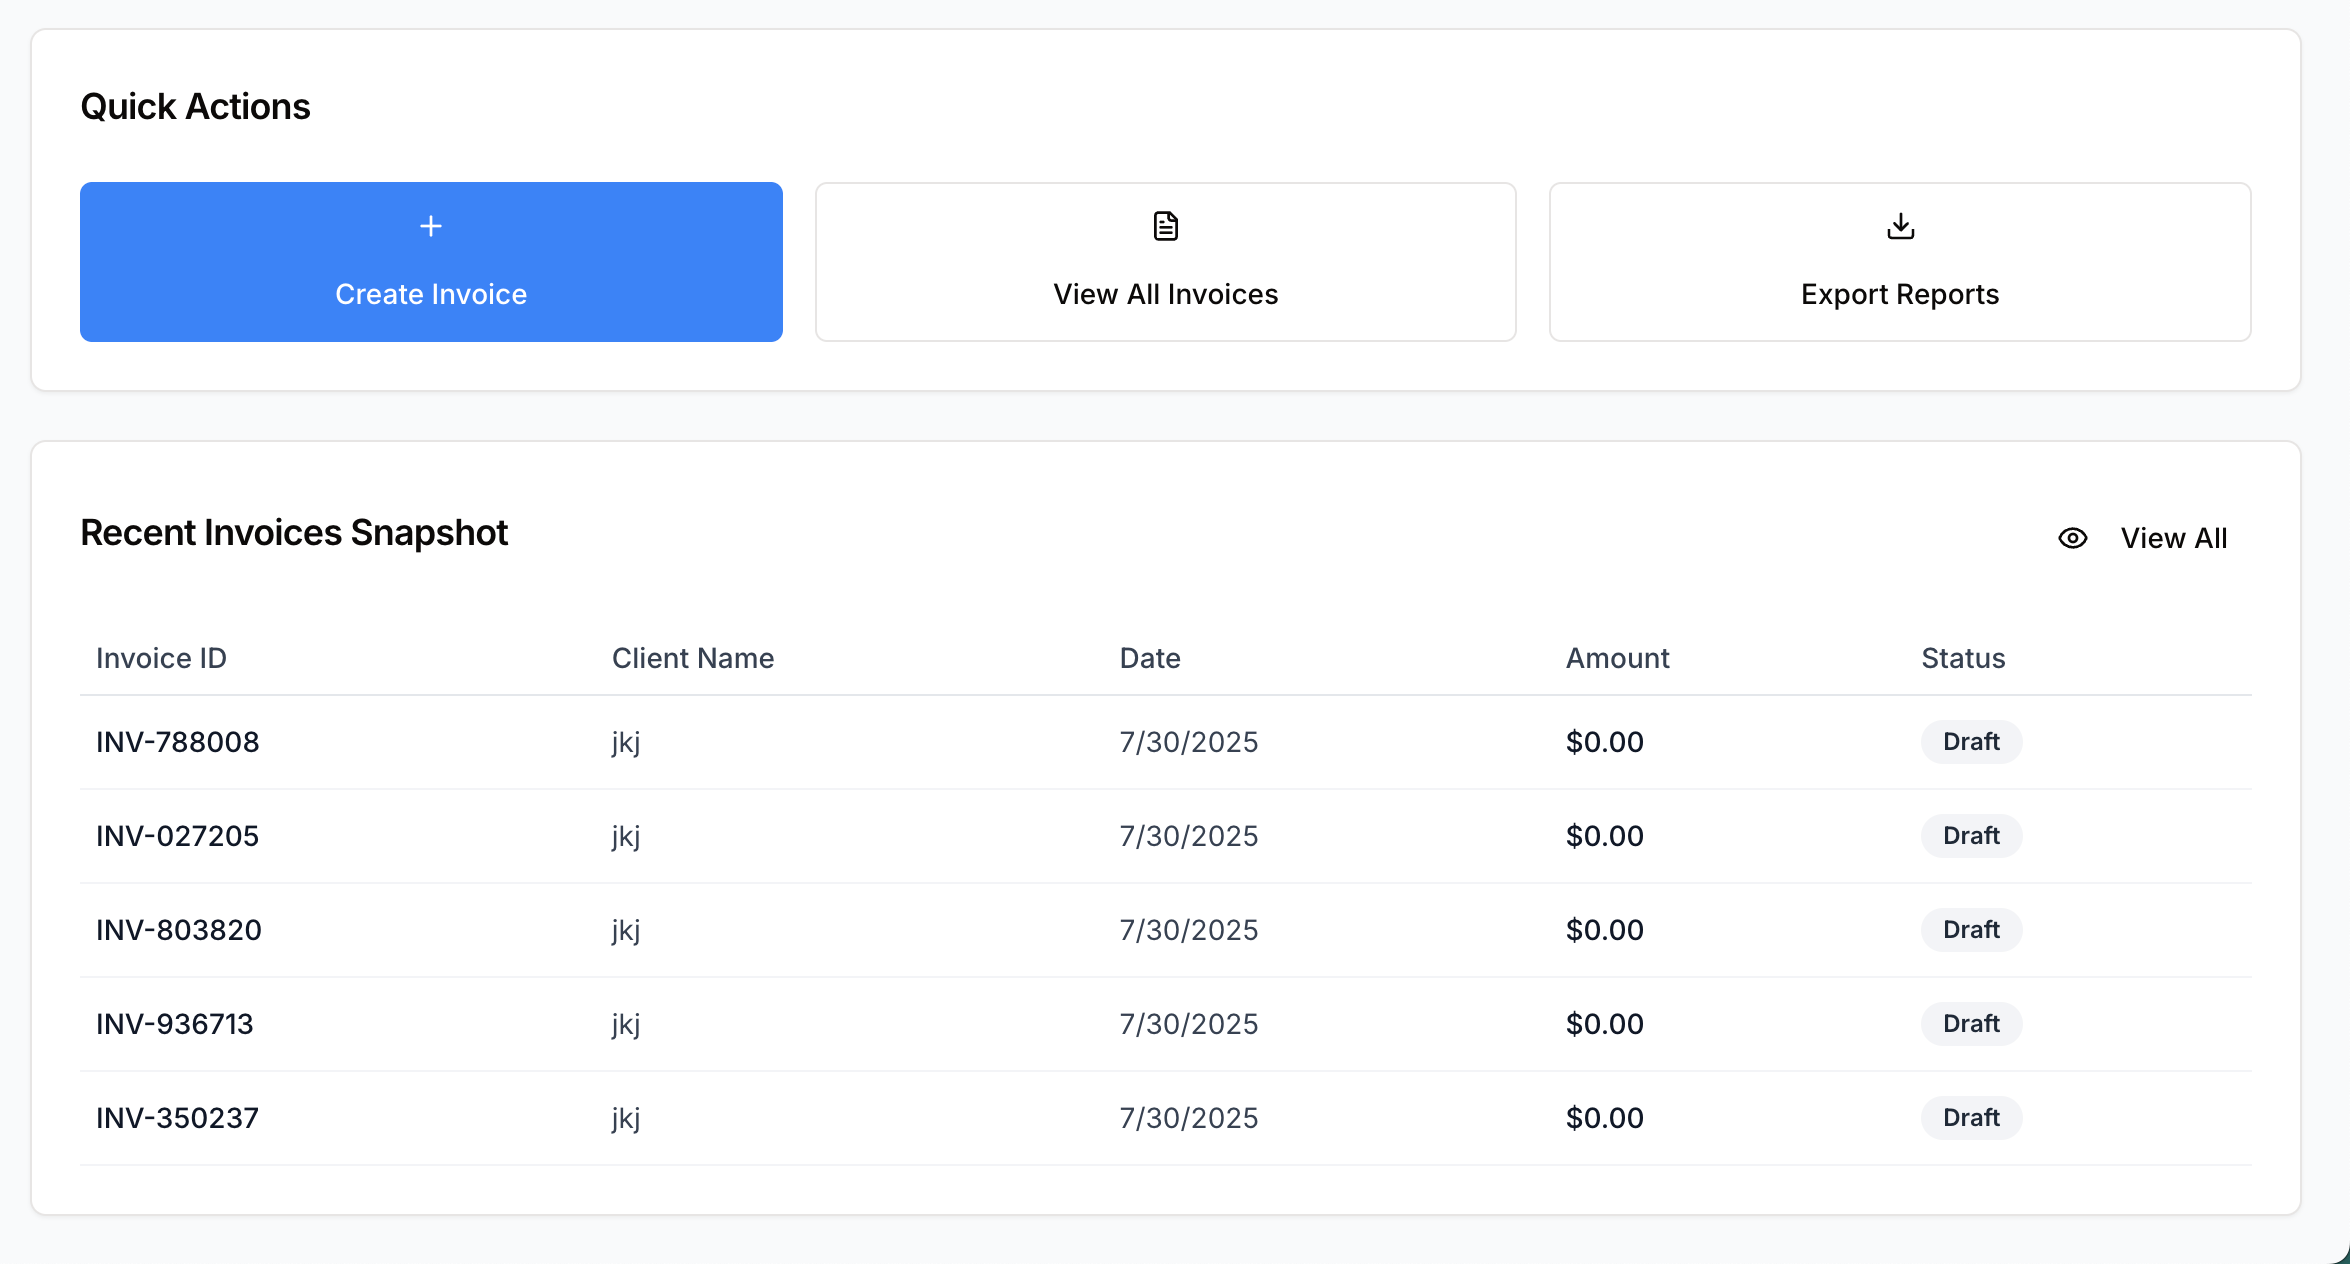 Quick Actions
Create Invoice
View All Invoices
Export Reports
Recent Invoices Snapshot
View All
Invoice ID Client Name Date Amount Status
INV-788008 jkj 7/30/2025 $0.00 Draft
INV-027205 jkj 7/30/2025 $0.00 Draft
INV-803820 jkj 7/30/2025 $0.00 Draft
INV-936713 jkj 7/30/2025 $0.00 Draft
INV-350237 jkj 7/30/2025 $0.00 Draft